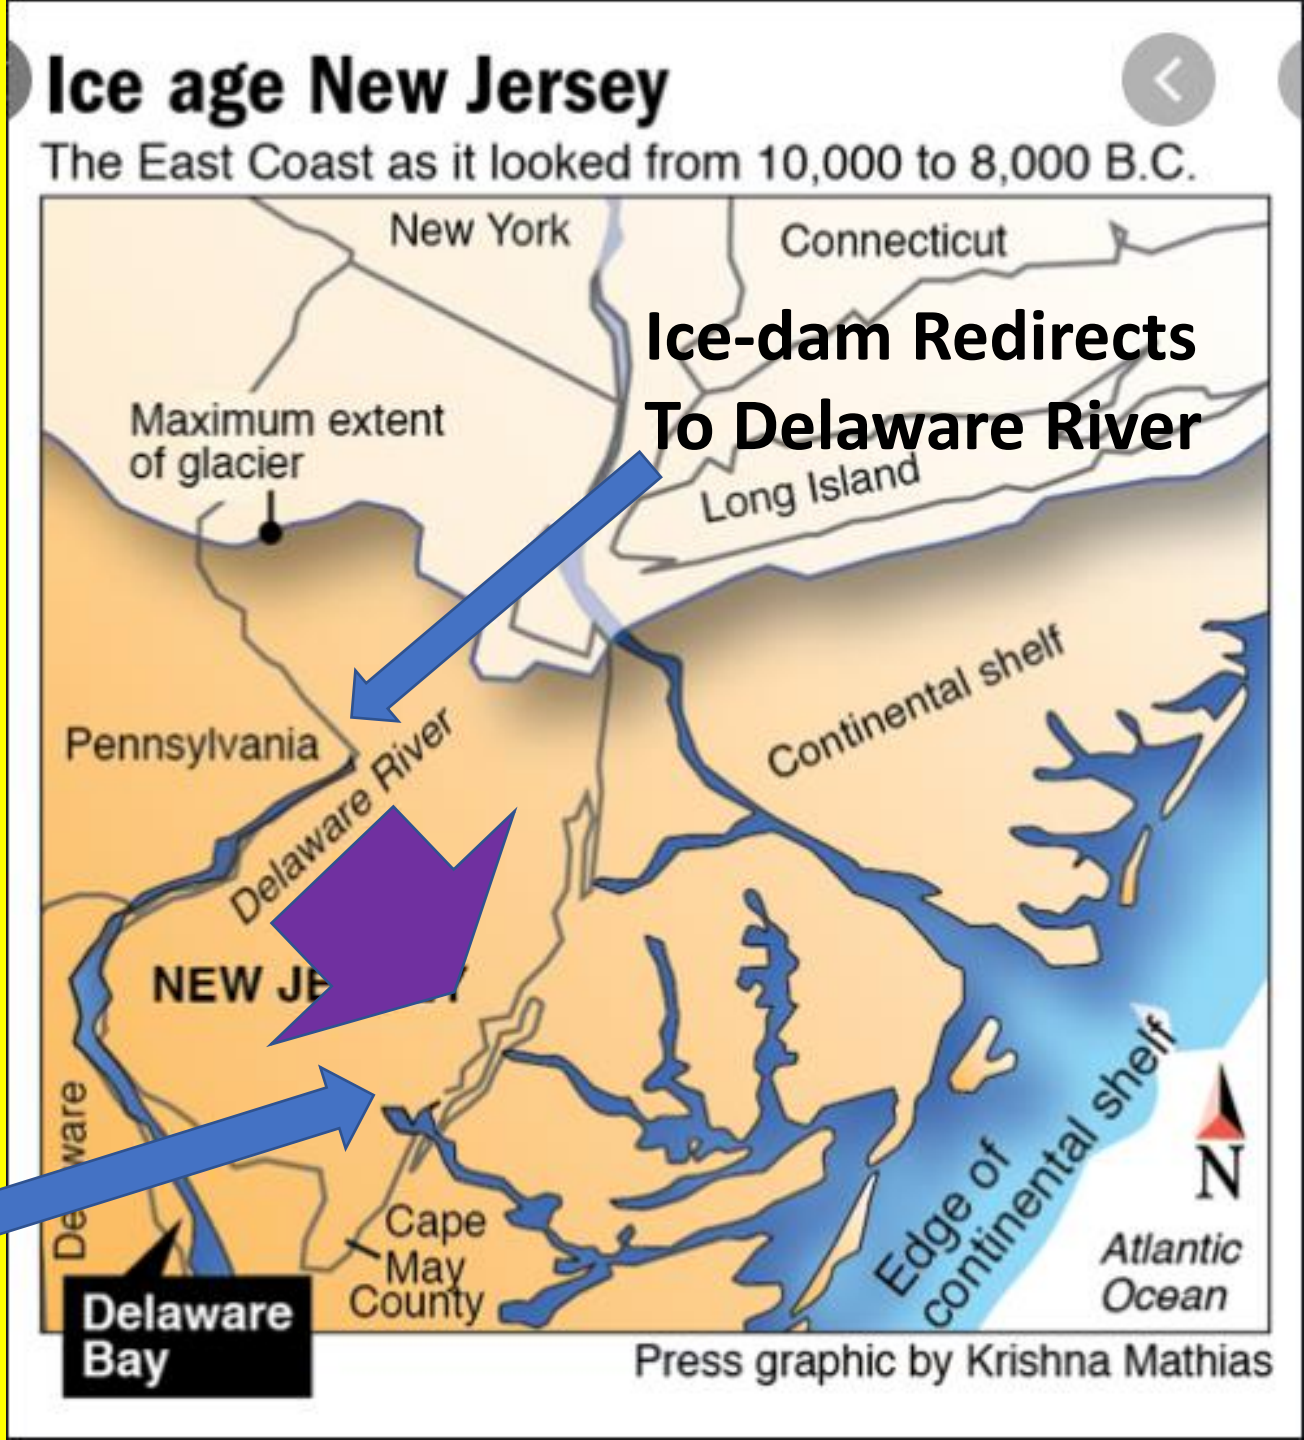 Ice age New Jersey
The East Coast as it looked from 10,000 to 8,000 B.C.
New York
Connecticut
Ice-dam Redirects
To Delaware River
Maximum extent
of glacier
Long Island
Continental shelf
Pennsylvania
Delaware River
NEW JE Y
Delaware
Cape
May
County
Edge of
continental shelf
N
Atlantic
Ocean
Delaware
Bay
Press graphic by Krishna Mathias